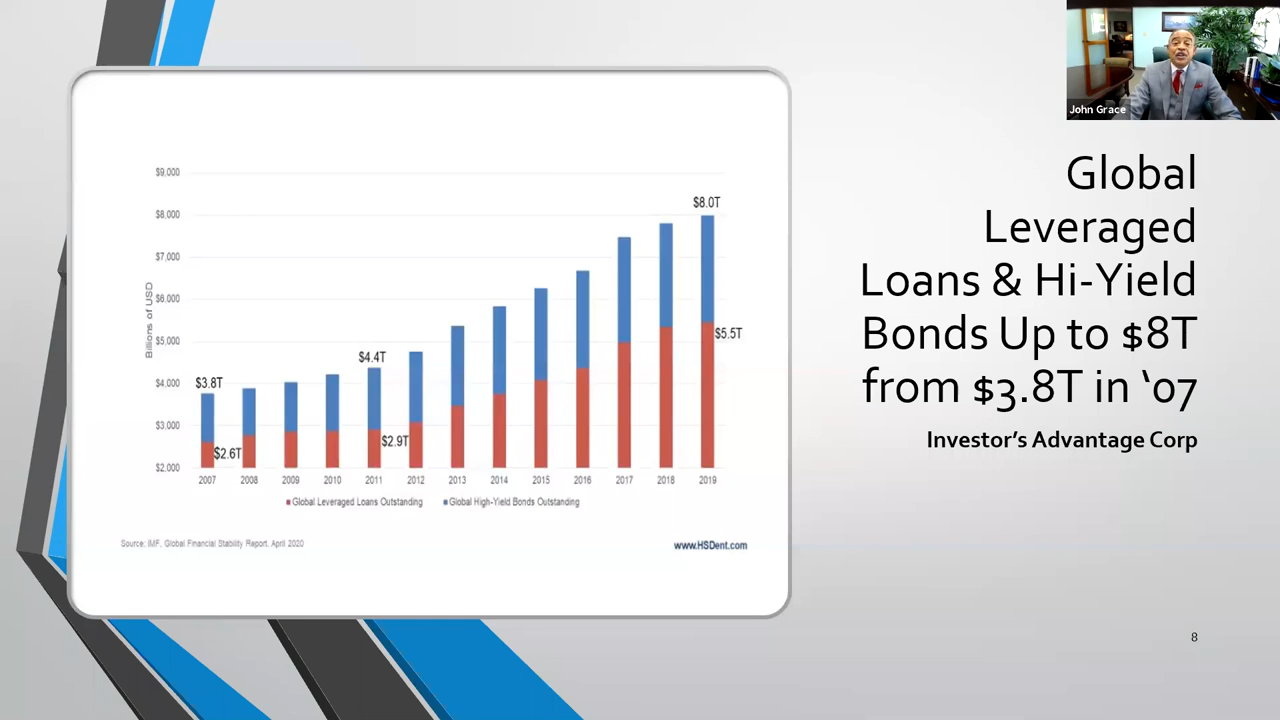 John Grace
Global
Leveraged
Loans & Hi-Yield
Bonds Up to $8T
from $3.8T in ‘07
Investor’s Advantage Corp
$9,000
$8,000
$7,000
$6,000
$5,000
$4,000
$3,000
$2,000
Billions of USD
$3.8T
$2.6T
$4.4T
$2.9T
$8.0T
$5.5T
2007 2008 2009 2010 2011 2012 2013 2014 2015 2016 2017 2018 2019
Global Leveraged Loans Outstanding Global High-Yield Bonds Outstanding
Source: IMF, Global Financial Stability Report. April 2020
www.HSDent.com
8